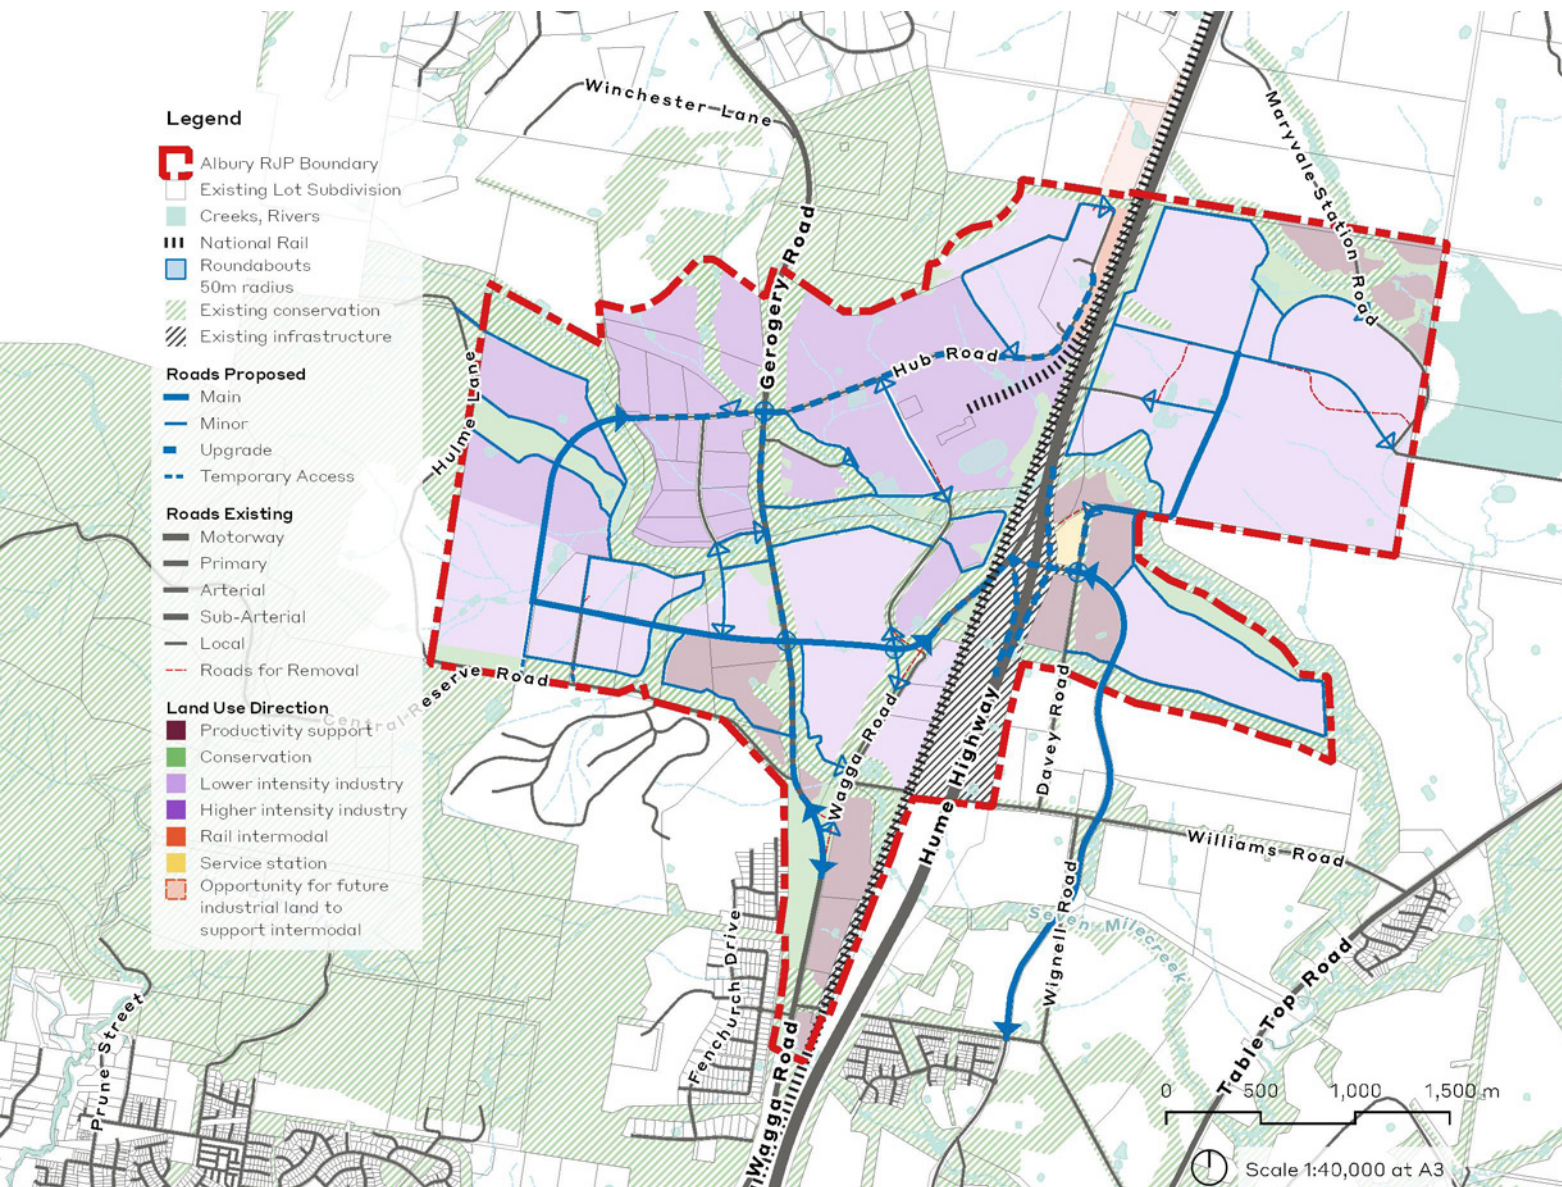 Legend
Albury RJP Boundary
Existing Lot Subdivision
Creeks, Rivers
National Rail
Roundabouts
50m radius
Existing conservation
Existing infrastructure
Roads Proposed
Main
Minor
Upgrade
Temporary Access
Roads Existing
Motorway
Primary
Arterial
Sub-Arterial
Local
Roads for Removal
Land Use Direction
Productivity support
Conservation
Lower intensity industry
Higher intensity industry
Rail intermodal
Service station
Opportunity for future
industrial land to
support intermodal
Winchester Lane
Maryvale Station Road
Gerogery Road
Hub Road
Hulme Lane
Central Reserve Road
Wagga Road
Hume Highway
Davey Road
Williams Road
Wignell Road
Seven Milecreek
Table Top Road
Fenchurch Drive
Prune Street
Wagga Road
0 500 1,000 1,500 m
Scale 1:40,000 at A3